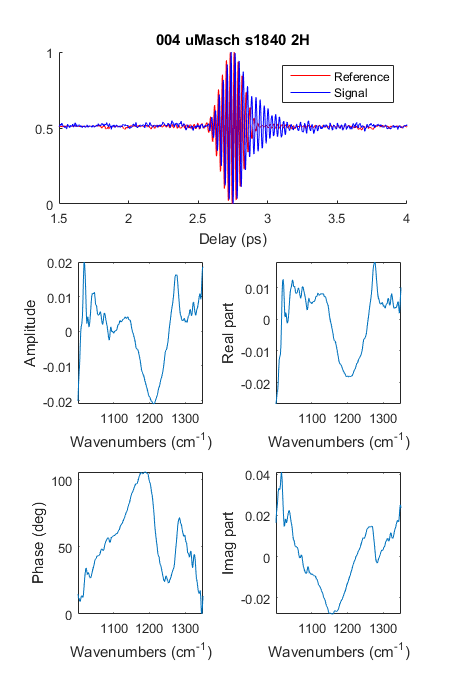 004 uMasch s1840 2H
1
0.5
0
Reference
Signal
1.5 2 2.5 3 3.5 4
Delay (ps)
Amplitude
0.02
0.01
0
-0.01
-0.02
1100 1200 1300
Wavenumbers (cm-1)
Real part
0.01
0
-0.01
-0.02
1100 1200 1300
Wavenumbers (cm-1)
Phase (deg)
100
50
0
1100 1200 1300
Wavenumbers (cm-1)
Imag part
0.04
0.02
0
-0.02
1100 1200 1300
Wavenumbers (cm-1)